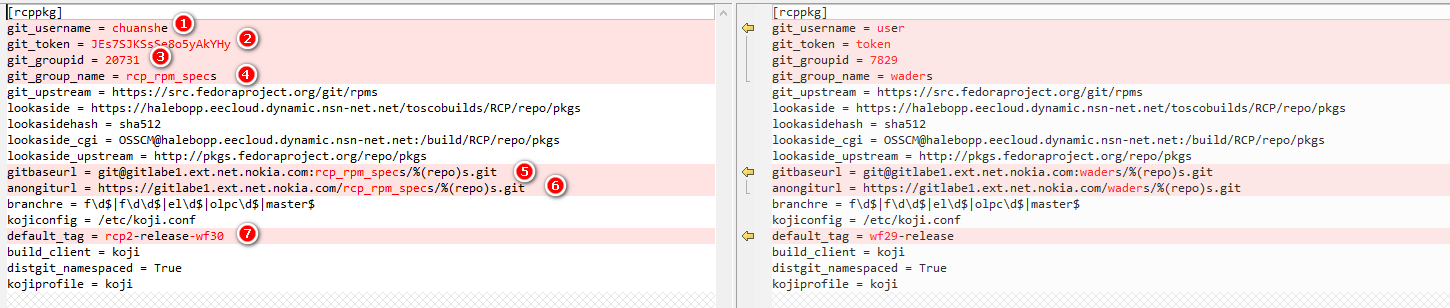 [rcppkg]
git_username = chuanshe 1
git_token = JEs7SJKSsSe8o5yAkYHy 2
git_groupid = 20731 3
git_group_name = rcp_rpm_specs 4
git_upstream = https://src.fedoraproject.org/git/rpms
lookaside = https://halebopp.eecloud.dynamic.nsn-net.net/toscobuilds/RCP/repo/pkgs
lookasidehash = sha512
lookaside_cgi = OSSCM@halebopp.eecloud.dynamic.nsn-net.net:/build/RCP/repo/pkgs
lookaside_upstream = http://pkgs.fedoraproject.org/repo/pkgs
gitbaseurl = git@gitlabe1.ext.net.nokia.com:rcp_rpm_specs/%(repo)s.git 5
anongiturl = https://gitlabe1.ext.net.nokia.com/rcp_rpm_specs/%(repo)s.git 6
branchre = f\d$|f\d\d$|el\d$|olpc\d$|master$
kojiconfig = /etc/koji.conf
default_tag = rcp2-release-wf30 7
build_client = koji
distgit_namespaced = True
kojiprofile = koji
[rcppkg]
git_username = user
git_token = token
git_groupid = 7829
git_group_name = waders
git_upstream = https://src.fedoraproject.org/git/rpms
lookaside = https://halebopp.eecloud.dynamic.nsn-net.net/toscobuilds/RCP/repo/pkgs
lookasidehash = sha512
lookaside_cgi = OSSCM@halebopp.eecloud.dynamic.nsn-net.net:/build/RCP/repo/pkgs
lookaside_upstream = http://pkgs.fedoraproject.org/repo/pkgs
gitbaseurl = git@gitlabe1.ext.net.nokia.com:waders/%(repo)s.git
anongiturl = https://gitlabe1.ext.net.nokia.com/waders/%(repo)s.git
branchre = f\d$|f\d\d$|el\d$|olpc\d$|master$
kojiconfig = /etc/koji.conf
default_tag = wf29-release
build_client = koji
distgit_namespaced = True
kojiprofile = koji